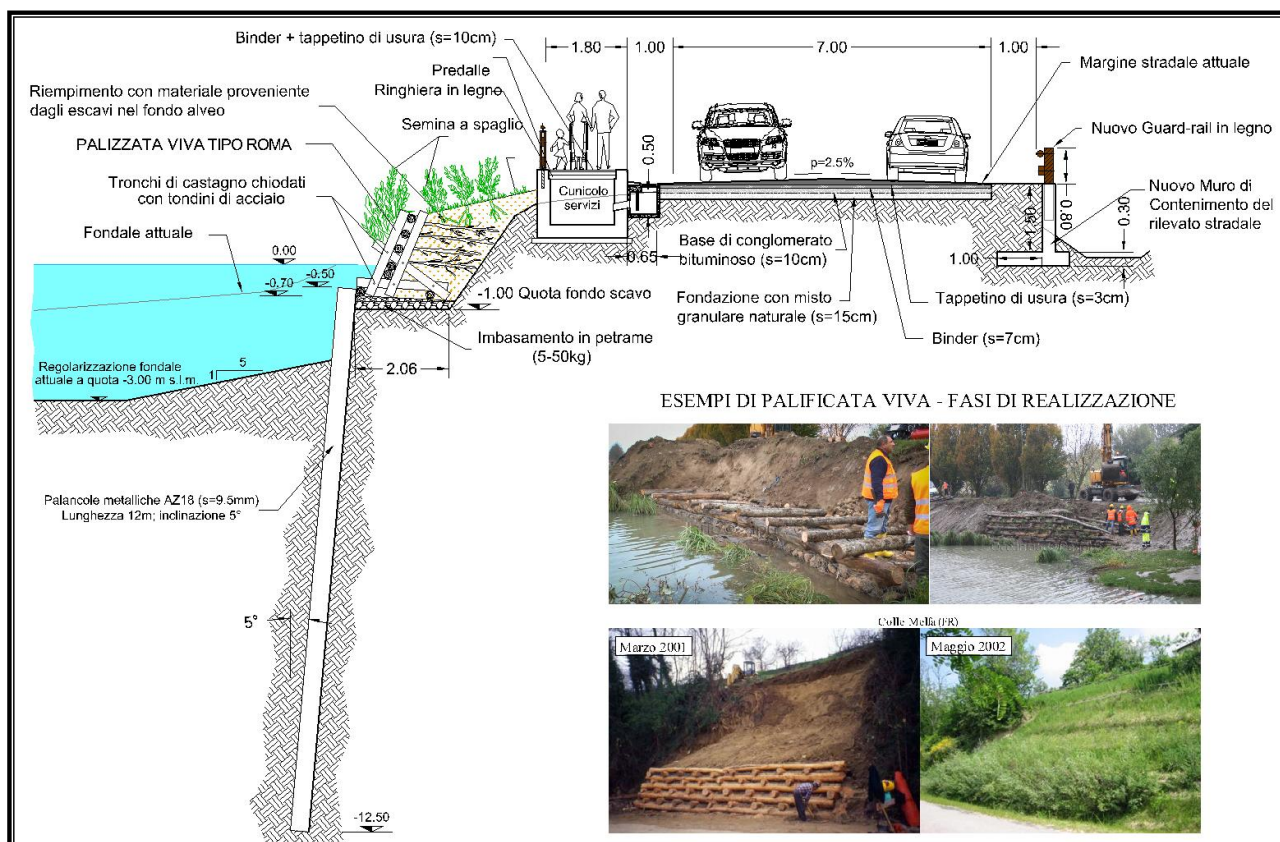 Binder + tappetino di usura (s=10cm)
1.80
1.00
7.00
1.00
Predalle
Ringhiera in legno
Margine stradale attuale
Riempimento con materiale proveniente
dagli escavi nel fondo alveo
Semina a spaglio
PALIZZATA VIVA TIPO ROMA
Nuovo Guard-rail in legno
0.50
p=2.5%
Tronchi di castagno chiodati
con tondini di acciaio
Cunicolo
servizi
Nuovo Muro di
Contenimento del
rilevato stradale
Fondale attuale
0.80
0.30
0.00
-0.50
-0.70
0.65
1.00
Base di conglomerato
bituminoso (s=10cm)
-1.00 Quota fondo scavo
Fondazione con misto
granulare naturale (s=15cm)
Tappetino di usura (s=3cm)
Imbasamento in petrame
(5-50kg)
Binder (s=7cm)
Regolarizzazione fondale
attuale a quota -3.00 m s.l.m.
5
1
2.06
ESEMPI DI PALIFICATA VIVA - FASI DI REALIZZAZIONE
Palancole metalliche AZ18 (s=9.5mm)
Lunghezza 12m; inclinazione 5°
5°
Colle Melfa (FR)
Marzo 2001
Maggio 2002
-12.50